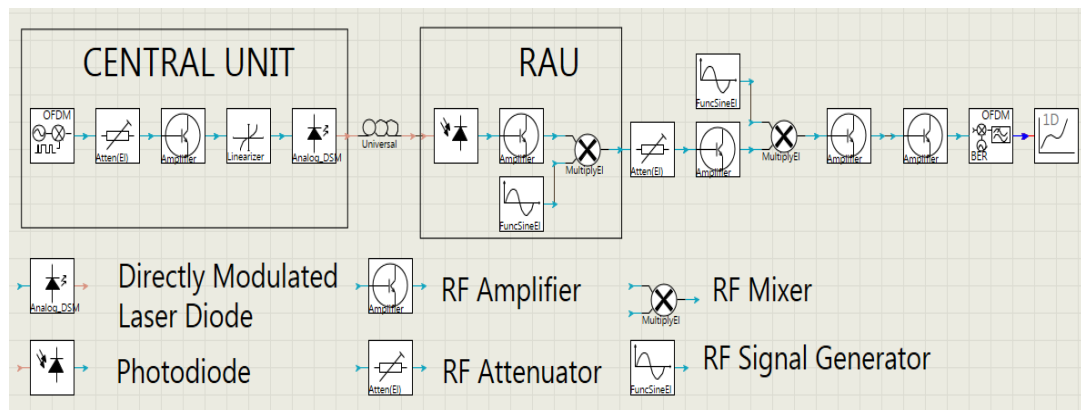 CENTRAL UNIT
RAU
OFDM
Atten(El)
Amplifier
Linearizer
Analog_DSM
Universal
Amplifier
FuncSineEl
MultiplyEl
Atten(El)
Amplifier
FuncSineEl
MultiplyEl
Amplifier
Amplifier
OFDM
BER
1D
Analog_DSM
Directly Modulated
Laser Diode
Amplifier
RF Amplifier
MultiplyEl
RF Mixer
Photodiode
Atten(El)
RF Attenuator
FuncSineEl
RF Signal Generator